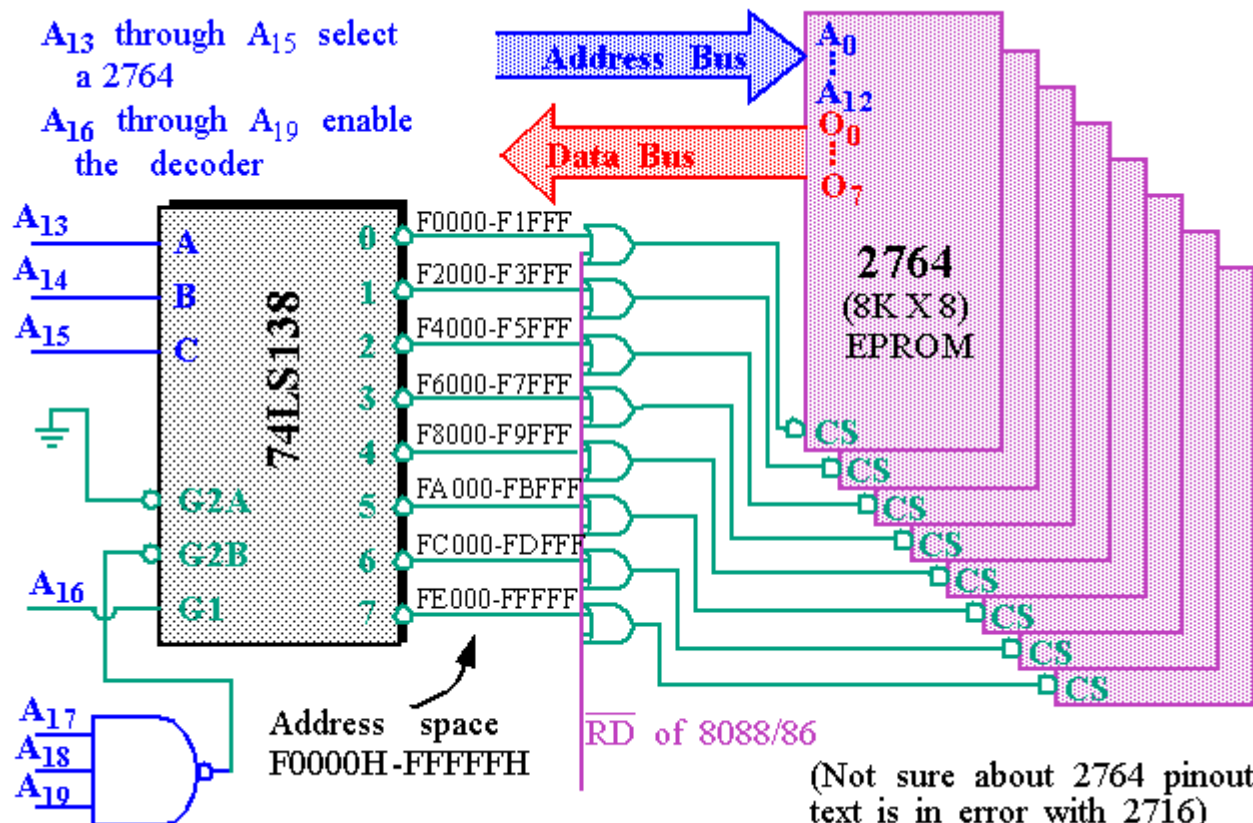 A13 through A15 select
a 2764
A16 through A19 enable
the decoder
Address Bus
Data Bus
A0
A12
O0
O7
2764
(8K X 8)
EPROM
A13
A14
A15
A
B
C
74LS138
G2A
G2B
G1
A16
0
1
2
3
4
5
6
7
F0000-F1FFF
F2000-F3FFF
F4000-F5FFF
F6000-F7FFF
F8000-F9FFF
FA000-FBFFF
FC000-FDFFF
FE000-FFFFF
CS
CS
CS
CS
CS
CS
CS
CS
A17
A18
A19
Address space
F0000H-FFFFFH
R̅D̅ of 8088/86
(Not sure about 2764 pinout
text is in error with 2716)